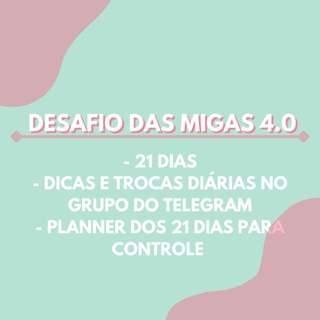 DESAFIO DAS MIGAS 4.0
- 21 DIAS
- DICAS E TROCAS DIÁRIAS NO
GRUPO DO TELEGRAM
- PLANNER DOS 21 DIAS PARA
CONTROLE